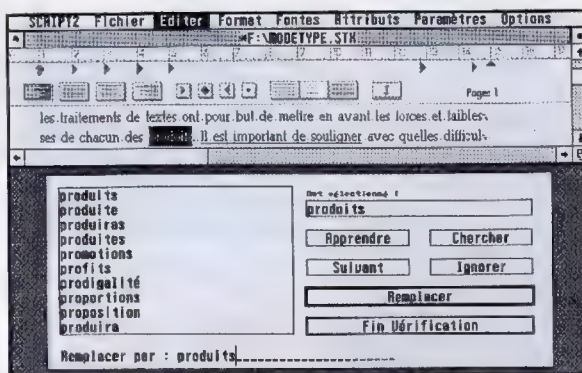 SCRIPT2 Fichier Editer Format Fontes Attributs Paramètres Options
F:\MODETYPE.STX
Page: 1
les traitements de textes ont pour but de mettre en avant les forces et faibles-
ses de chacun des produits. Il est important de souligner avec quelles difficul-
produits
produite
produiras
produites
promotions
profits
prodigalité
proportions
proposition
produira
Mot sélectionné :
produits
Apprendre Chercher
Suivant Ignorer
Remplacer
Fin Vérification
Remplacer par : produits